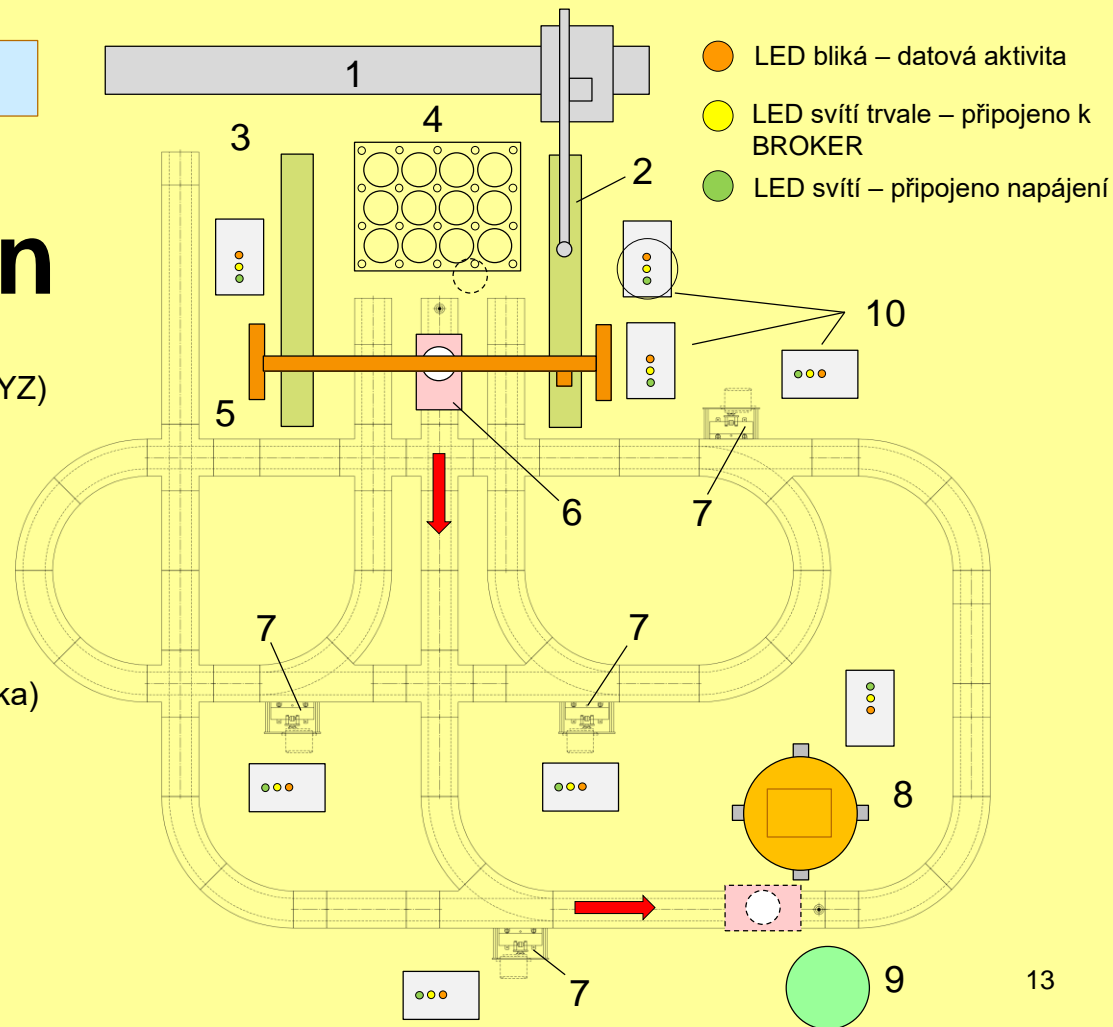 1
LED bliká – datová aktivita
LED svítí trvale – připojeno k
BROKER
LED svítí – připojeno napájení
3
4
2
n
10
YZ)
5
6
7
7
7
ka)
8
7
9
13